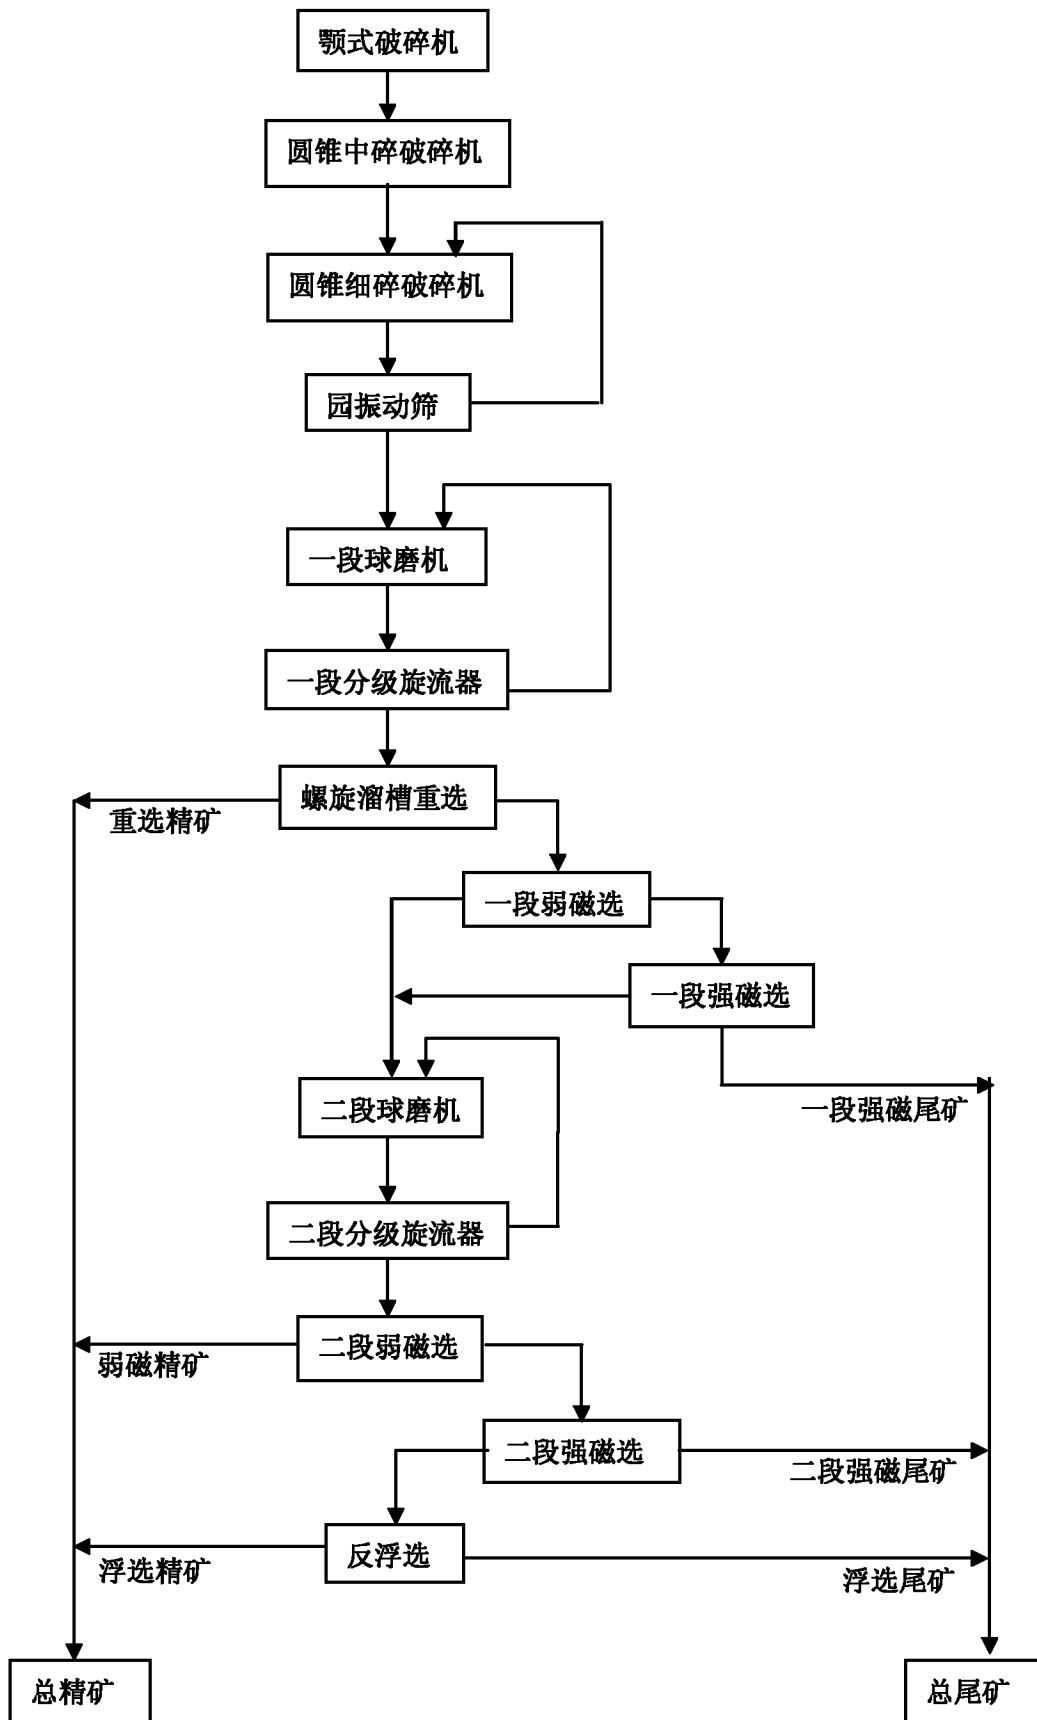 颚式破碎机
圆锥中碎破碎机
圆锥细碎破碎机
园振动筛
一段球磨机
一段分级旋流器
螺旋溜槽重选
重选精矿
一段弱磁选
一段强磁选
二段球磨机
一段强磁尾矿
二段分级旋流器
二段弱磁选
弱磁精矿
二段强磁选
二段强磁尾矿
反浮选
浮选精矿
浮选尾矿
总精矿
总尾矿